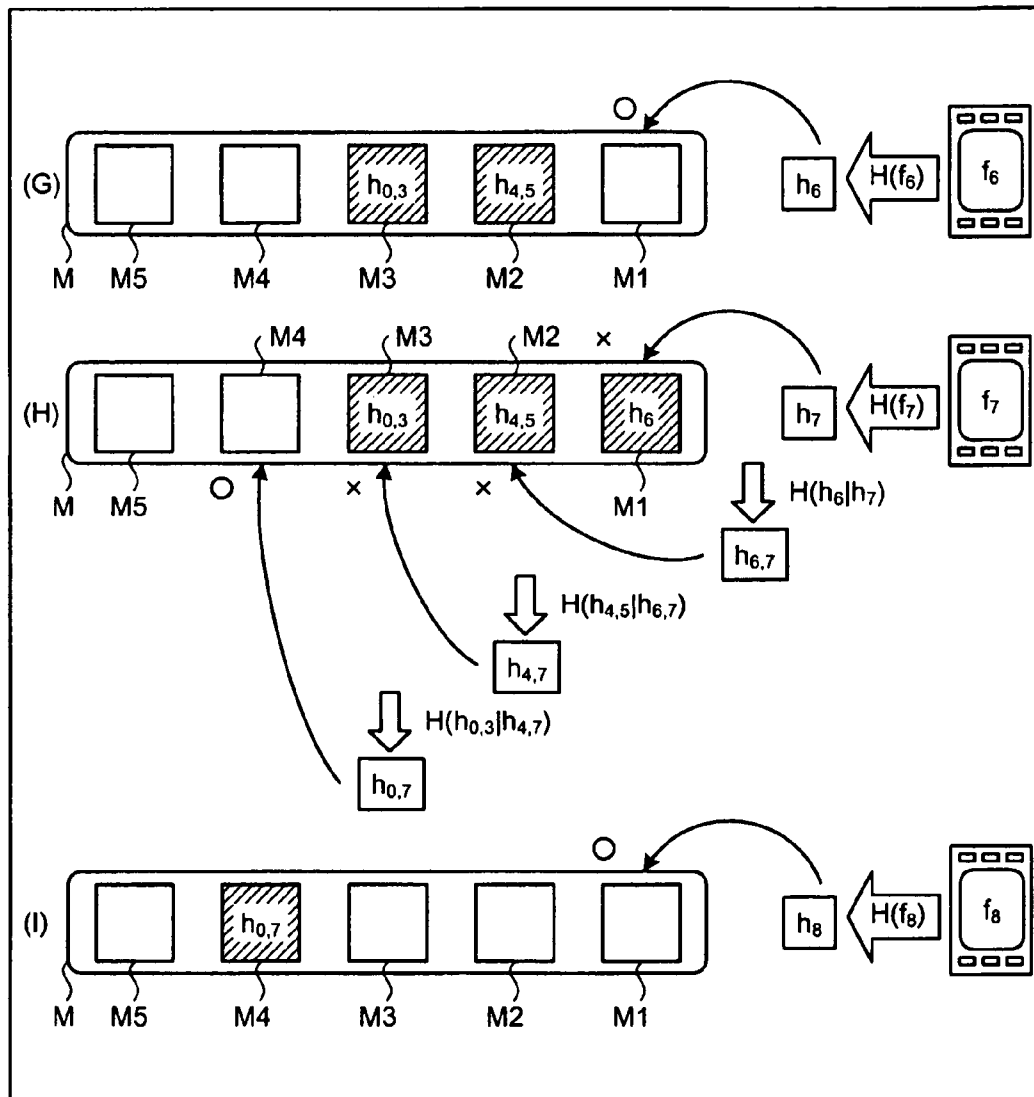 (G) h0,3 h4,5 ○ h6 H(f6) f6
M M5 M4 M3 M2 M1
M4 M3 M2 ×
(H) h0,3 h4,5 h6 h7 H(f7) f7
M M5 ○ × × M1 H(h6|h7)
h6,7
H(h4,5|h6,7)
h4,7
H(h0,3|h4,7)
h0,7
○
(I) h0,7 h8 H(f8) f8
M M5 M4 M3 M2 M1